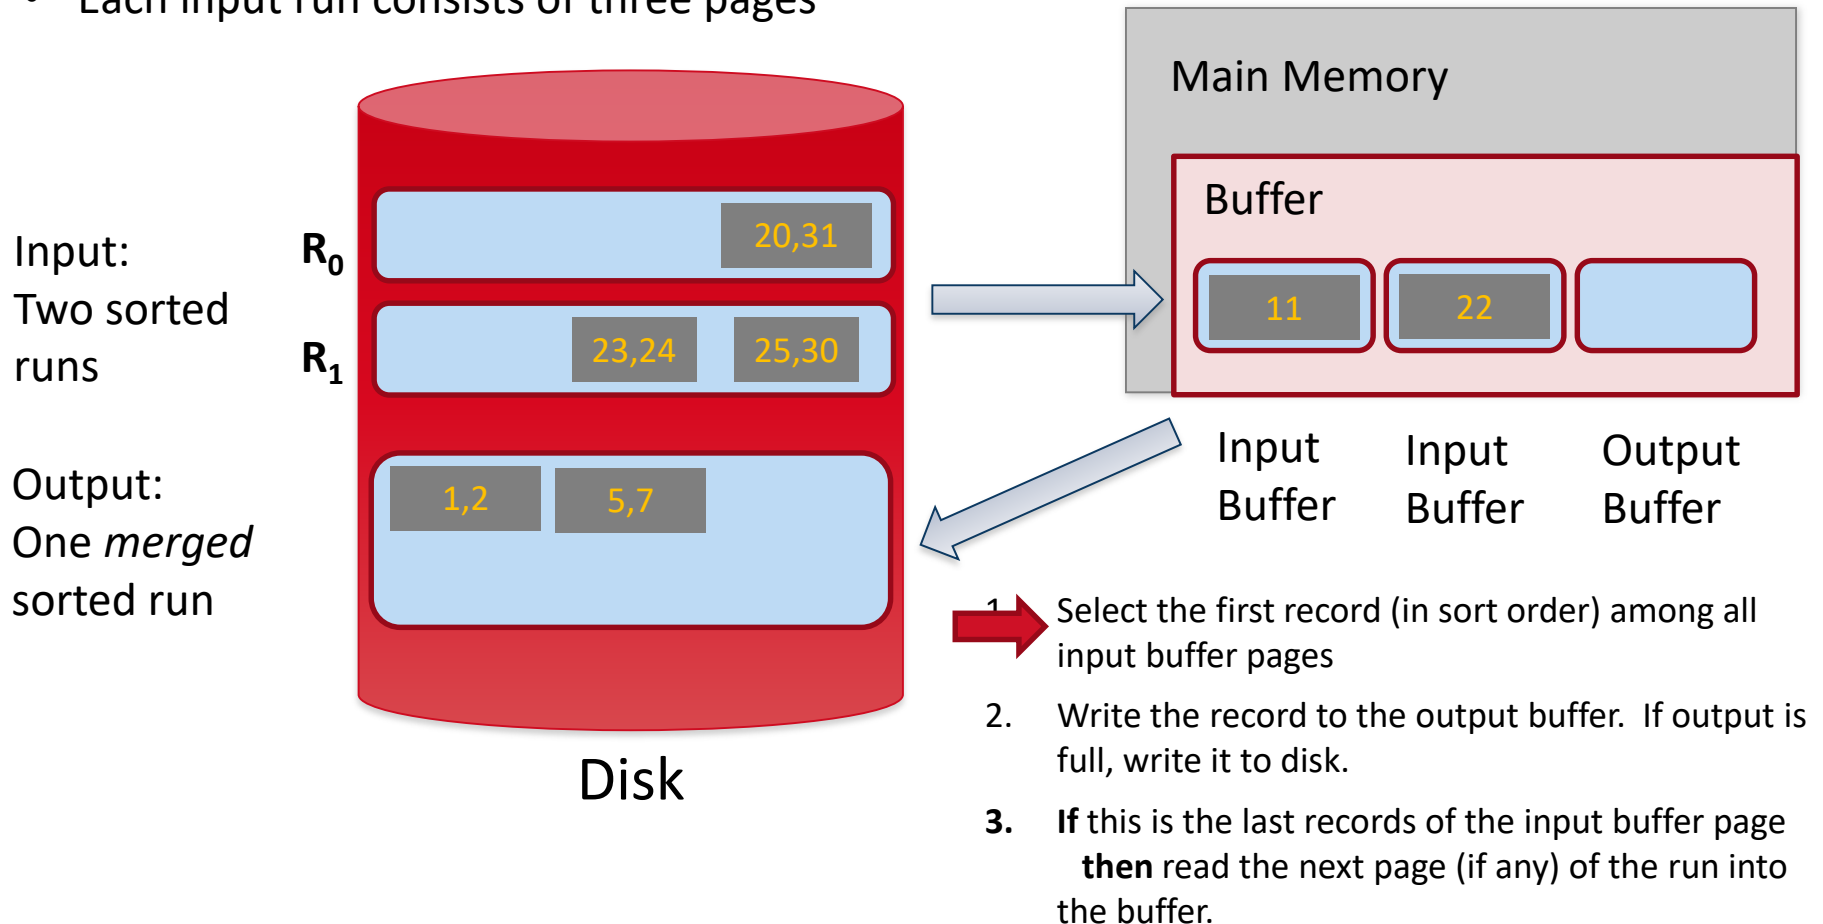 • Each input run consists of three pages
Main Memory
Buffer
Input:
Two sorted
runs
R0
20,31
R1
23,24 25,30
11 22
Input
Buffer
Input
Buffer
Output
Buffer
Output:
One merged
sorted run
1,2 5,7
Disk
1. Select the first record (in sort order) among all
input buffer pages
2. Write the record to the output buffer. If output is
full, write it to disk.
3. If this is the last records of the input buffer page
then read the next page (if any) of the run into
the buffer.